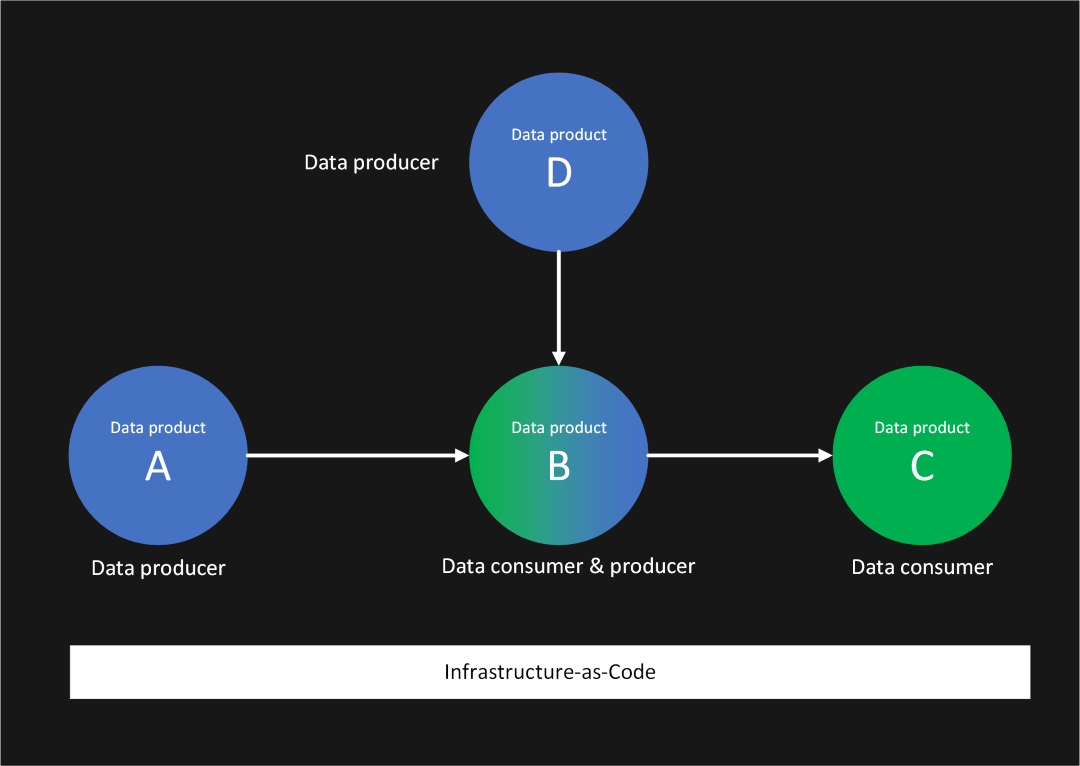 Data producer
Data product
D
Data product
A
Data producer
Data product
B
Data consumer & producer
Data product
C
Data consumer
Infrastructure-as-Code